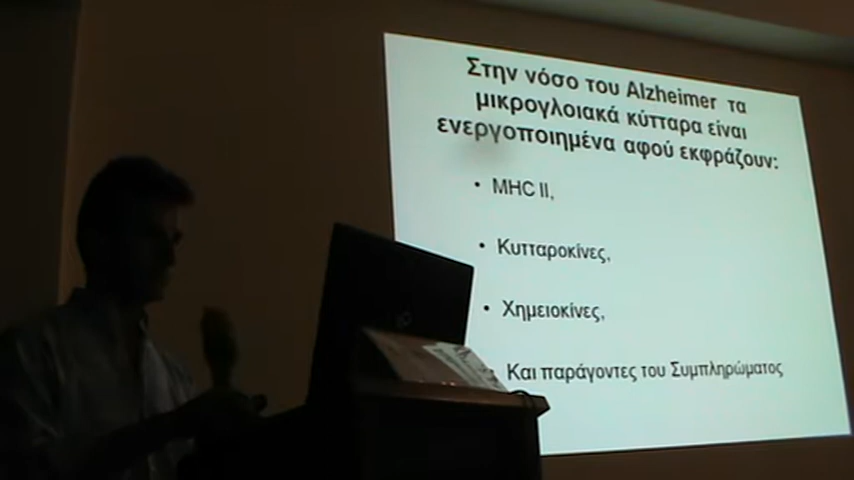 Στην νόσο του Alzheimer τα
μικρογλοιακά κύτταρα είναι
ενεργοποιημένα αφού εκφράζουν:
• MHC II,
• Κυτταροκίνες,
• Χημειοκίνες,
Και παράγοντες του Συμπληρώματος